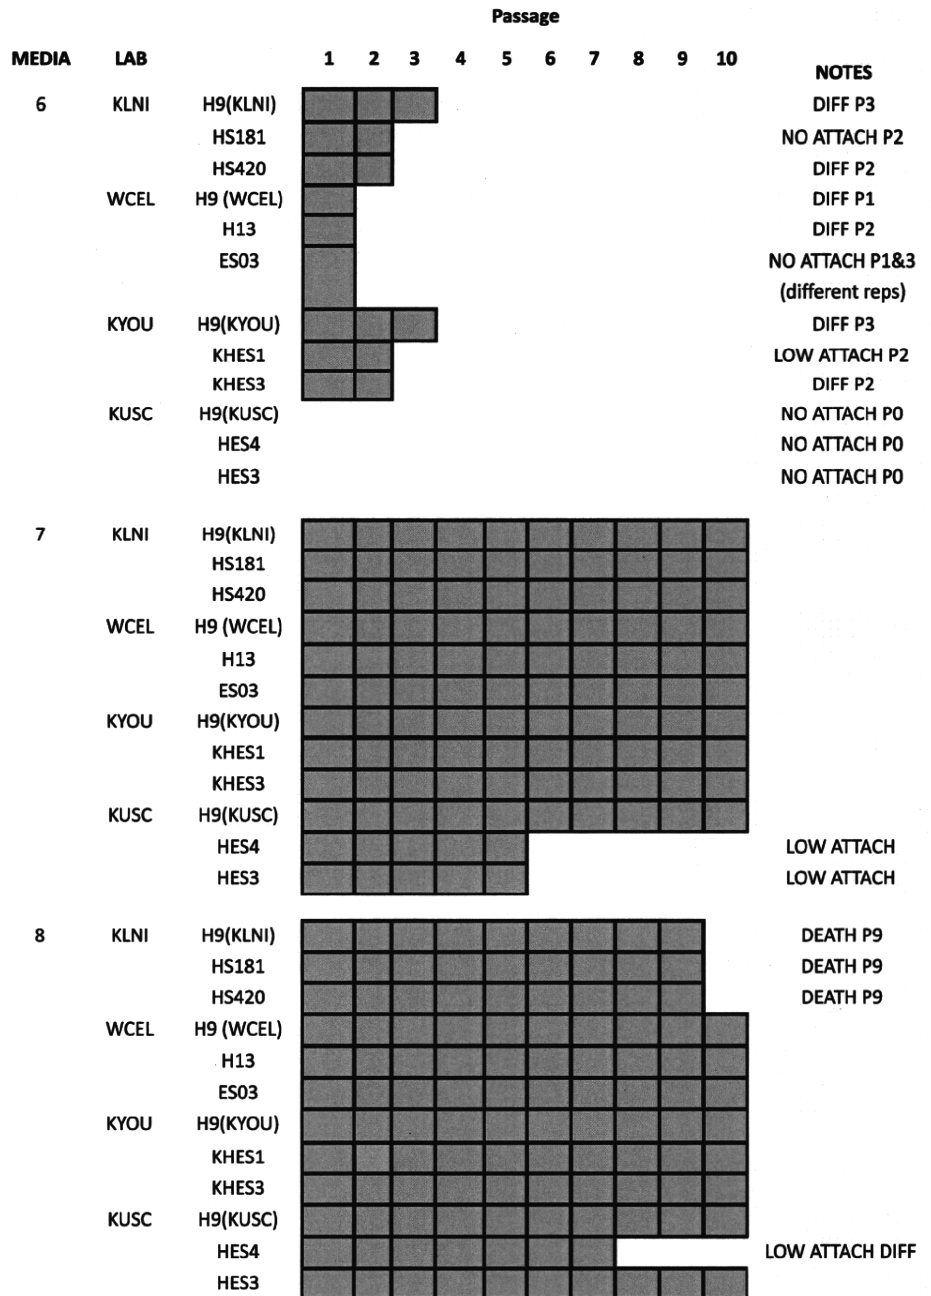 Passage
MEDIA LAB 1 2 3 4 5 6 7 8 9 10 NOTES
6 KLNI H9(KLNI) DIFF P3
HS181 NO ATTACH P2
HS420 DIFF P2
WCEL H9 (WCEL) DIFF P1
H13 DIFF P2
ES03 NO ATTACH P1&3
(different reps)
KYOU H9(KYOU) DIFF P3
KHES1 LOW ATTACH P2
KHES3 DIFF P2
KUSC H9(KUSC) NO ATTACH P0
HES4 NO ATTACH P0
HES3 NO ATTACH P0
7 KLNI H9(KLNI)
HS181
HS420
WCEL H9 (WCEL)
H13
ES03
KYOU H9(KYOU)
KHES1
KHES3
KUSC H9(KUSC)
HES4 LOW ATTACH
HES3 LOW ATTACH
8 KLNI H9(KLNI) DEATH P9
HS181 DEATH P9
HS420 DEATH P9
WCEL H9 (WCEL)
H13
ES03
KYOU H9(KYOU)
KHES1
KHES3
KUSC H9(KUSC)
HES4 LOW ATTACH DIFF
HES3